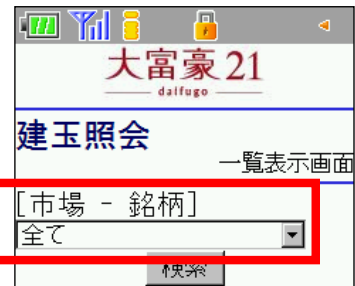 大富豪21
daifugo
建玉照会
一覧表示画面
[市場 - 銘柄]
全て
検索